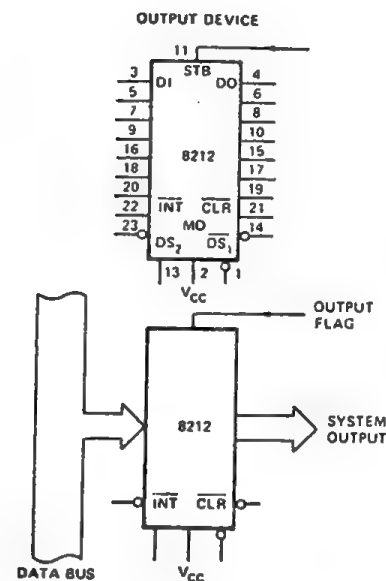 OUTPUT DEVICE
11
STB
3 DI DO 4
5 6
7 8
9 10
16 8212 15
18 17
20 19
22 INT CLR 21
23 MD 14
DS2 DS1
13 2 1
VCC
OUTPUT
FLAG
8212
SYSTEM
OUTPUT
INT CLR
DATA BUS
VCC